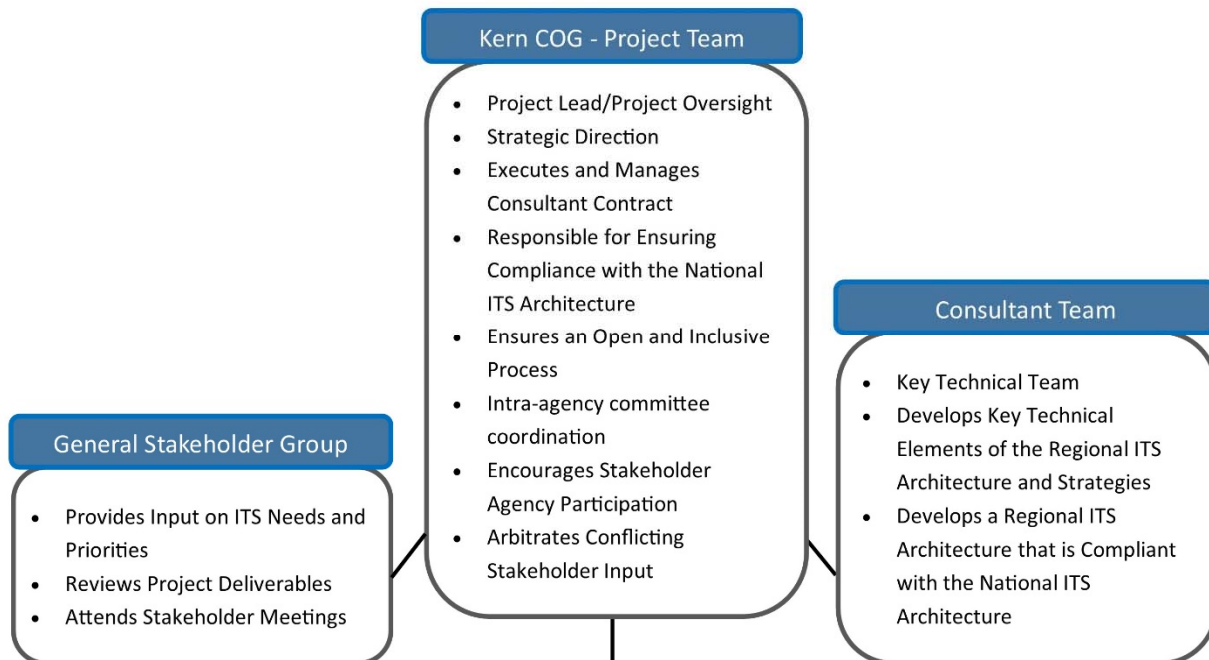 Kern COG - Project Team
• Project Lead/Project Oversight
• Strategic Direction
• Executes and Manages
Consultant Contract
• Responsible for Ensuring
Compliance with the National
ITS Architecture
• Ensures an Open and Inclusive
Process
• Intra-agency committee
coordination
• Encourages Stakeholder
Agency Participation
• Arbitrates Conflicting
Stakeholder Input
General Stakeholder Group
• Provides Input on ITS Needs and
Priorities
• Reviews Project Deliverables
• Attends Stakeholder Meetings
Consultant Team
• Key Technical Team
• Develops Key Technical
Elements of the Regional ITS
Architecture and Strategies
• Develops a Regional ITS
Architecture that is Compliant
with the National ITS
Architecture